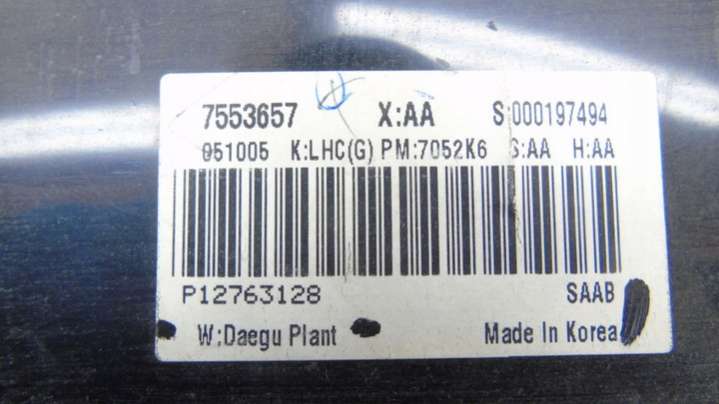 7553657 X:AA S:000197494
051005 K:LHC(G) PM:7052K6 S:AA H:AA
P12763128 SAAB
W:Daegu Plant Made In Korea